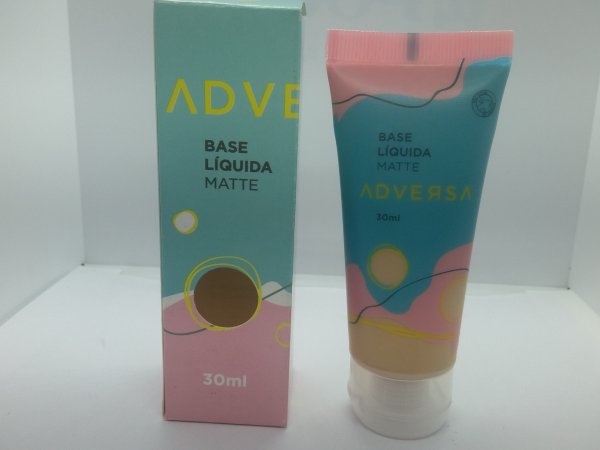 ADVE
BASE
LÍQUIDA
MATTE
30ml
BASE
LÍQUIDA
MATTE
ADVERSA
30ml